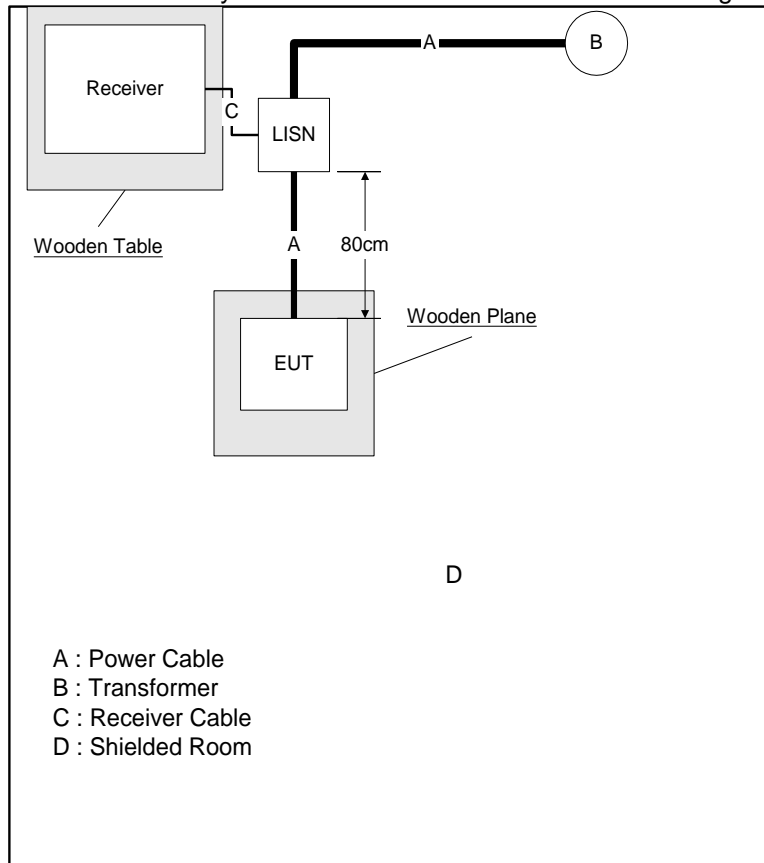 A
B
Receiver
C
LISN
Wooden Table
A
80cm
Wooden Plane
EUT
D
A : Power Cable
B : Transformer
C : Receiver Cable
D : Shielded Room